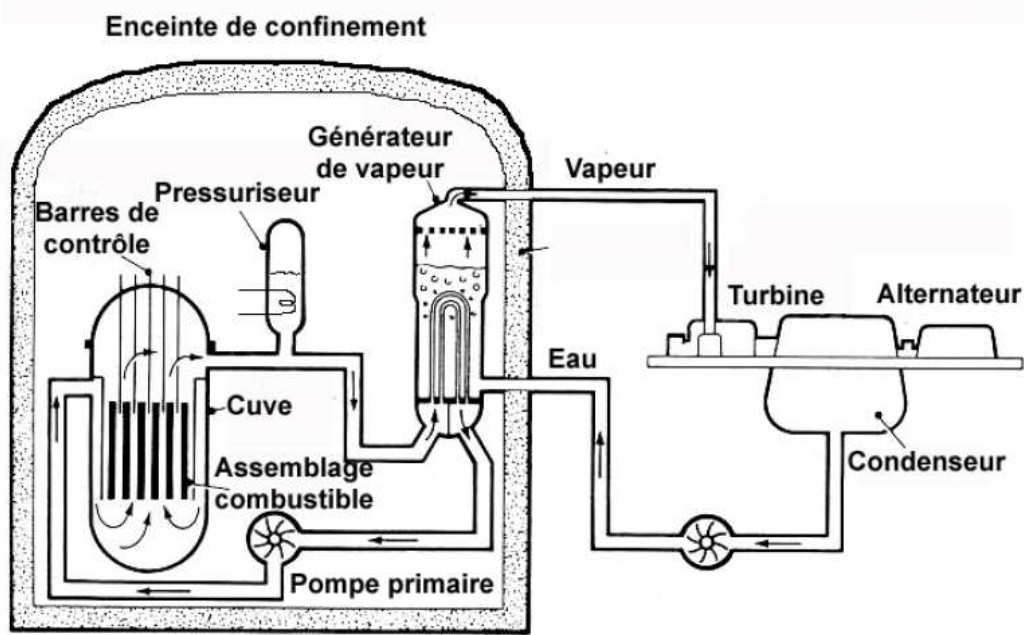 Enceinte de confinement
Générateur
de vapeur
Vapeur
Pressuriseur
Barres de
contrôle
Turbine
Alternateur
Eau
Cuve
Condenseur
Assemblage
combustible
Pompe primaire